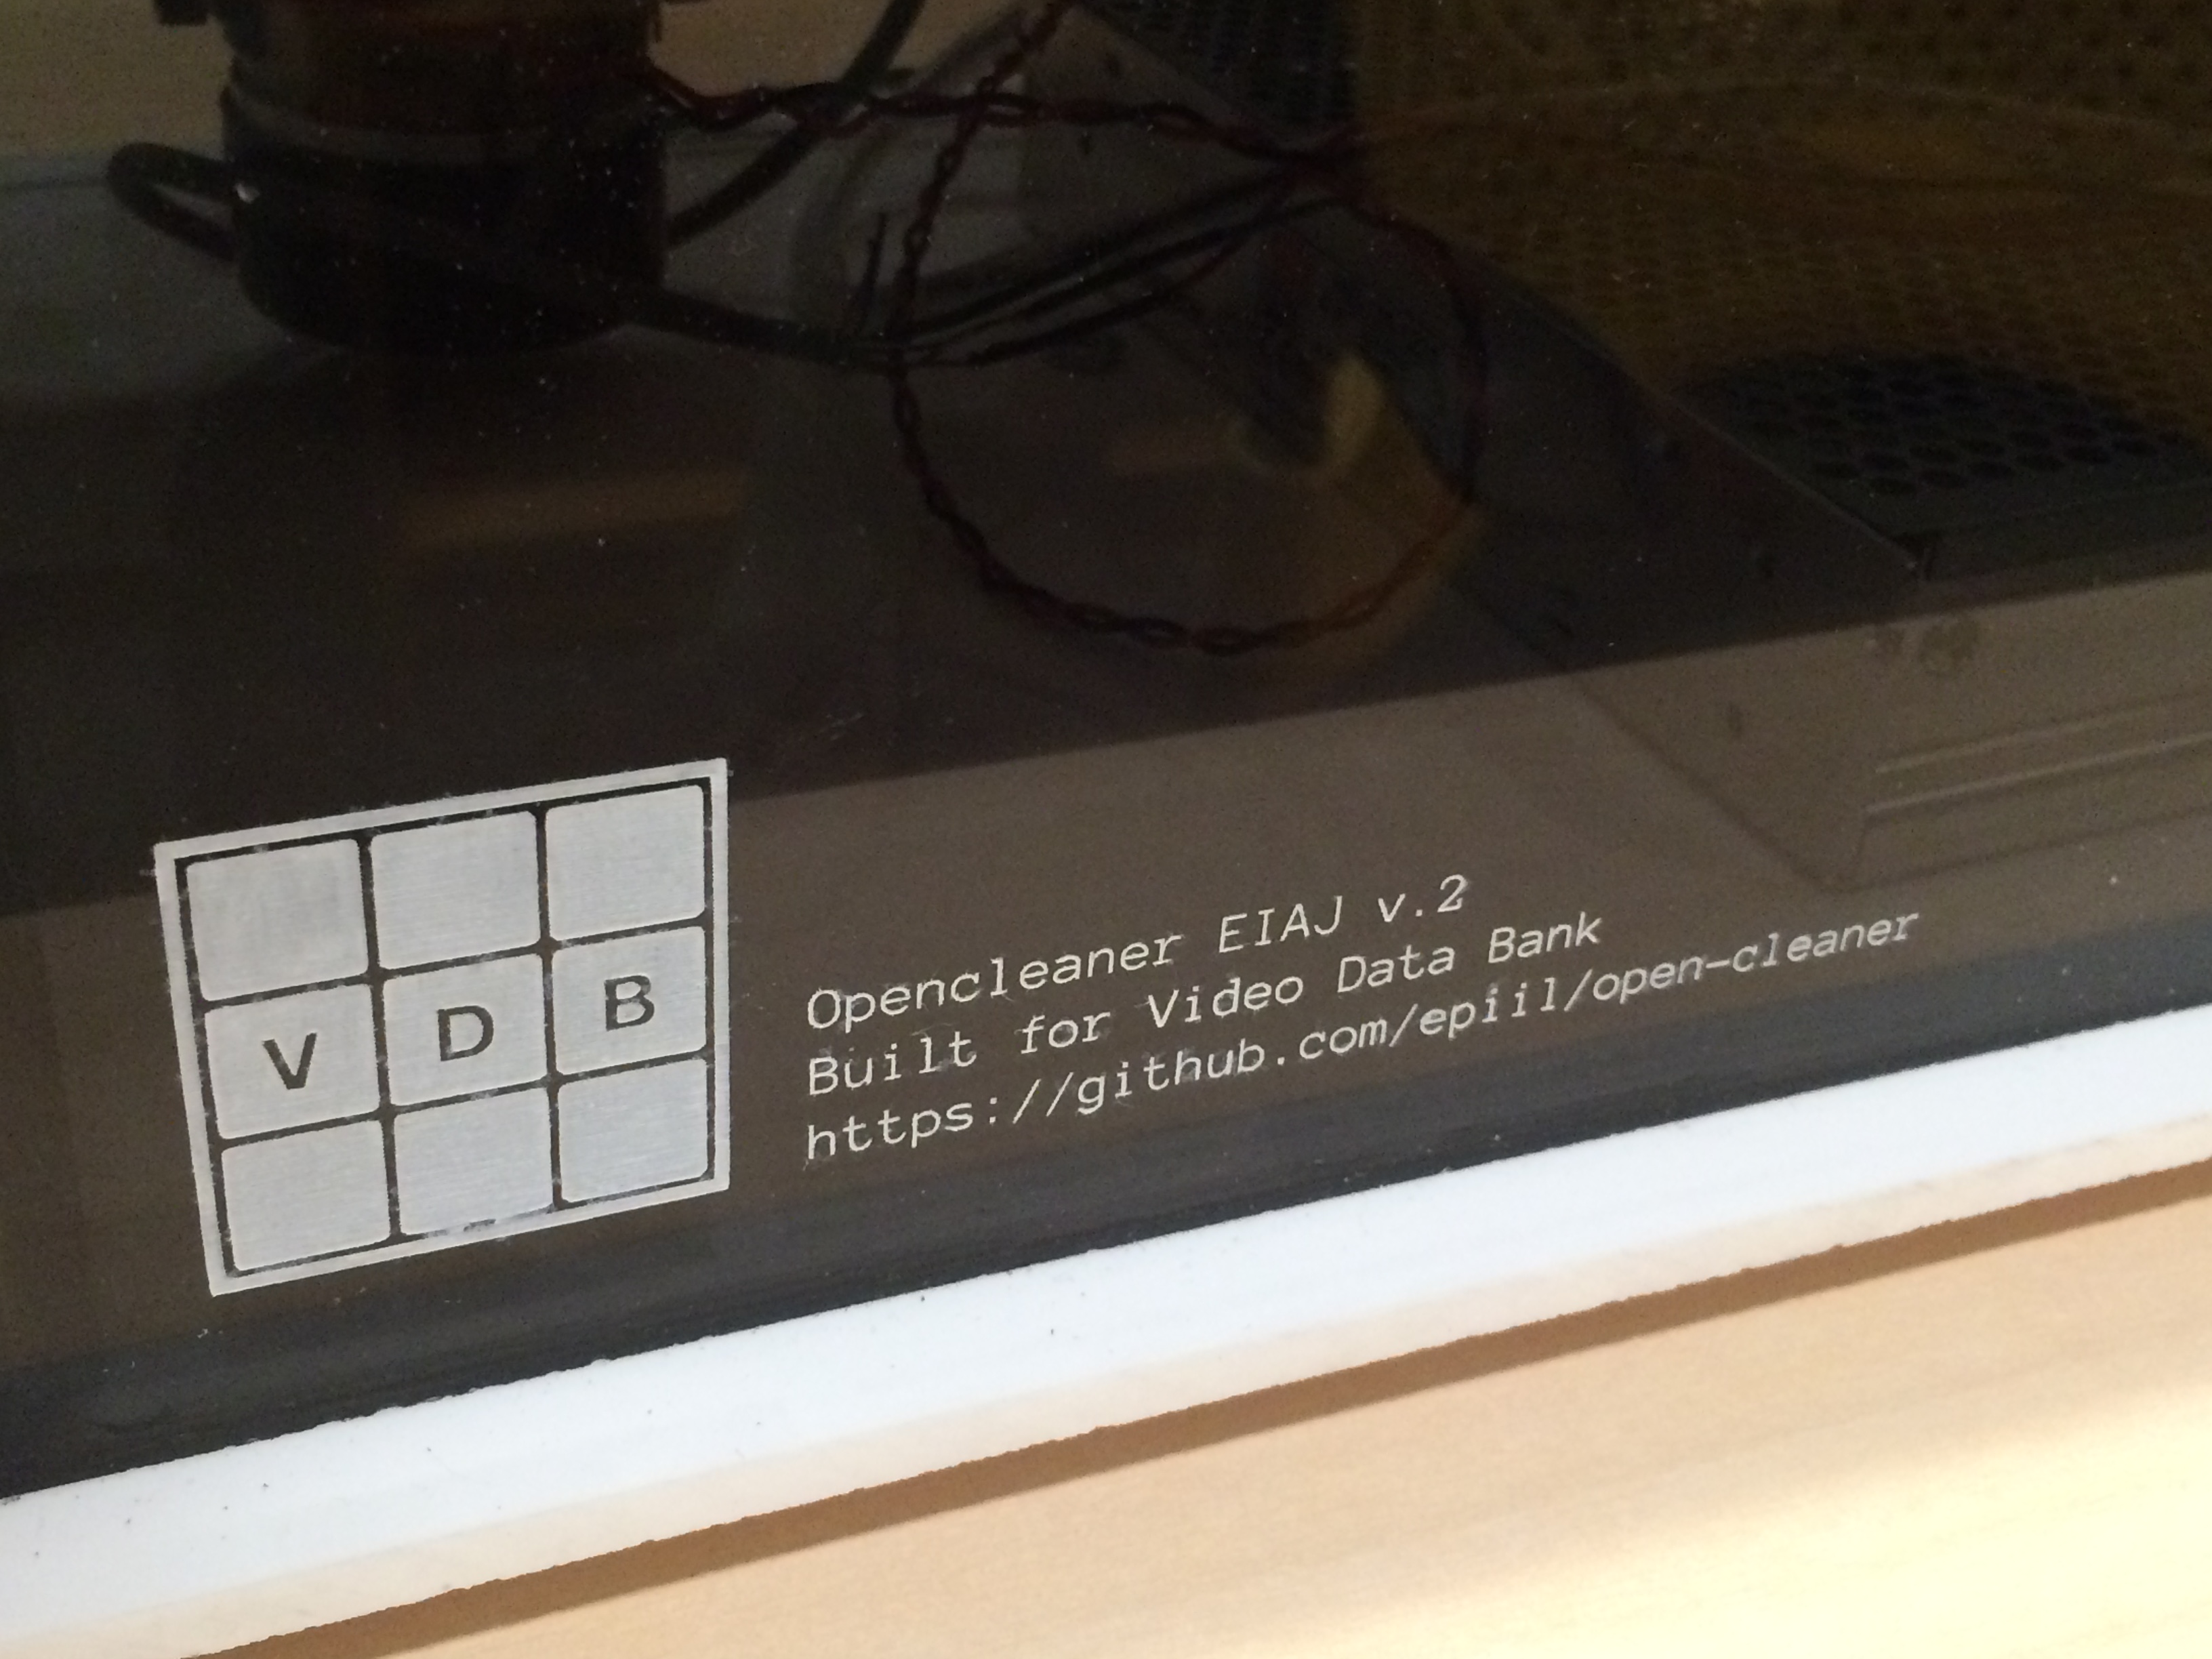 V D B
Opencleaner EIAJ v.2
Built for Video Data Bank
https://github.com/epiil/open-cleaner